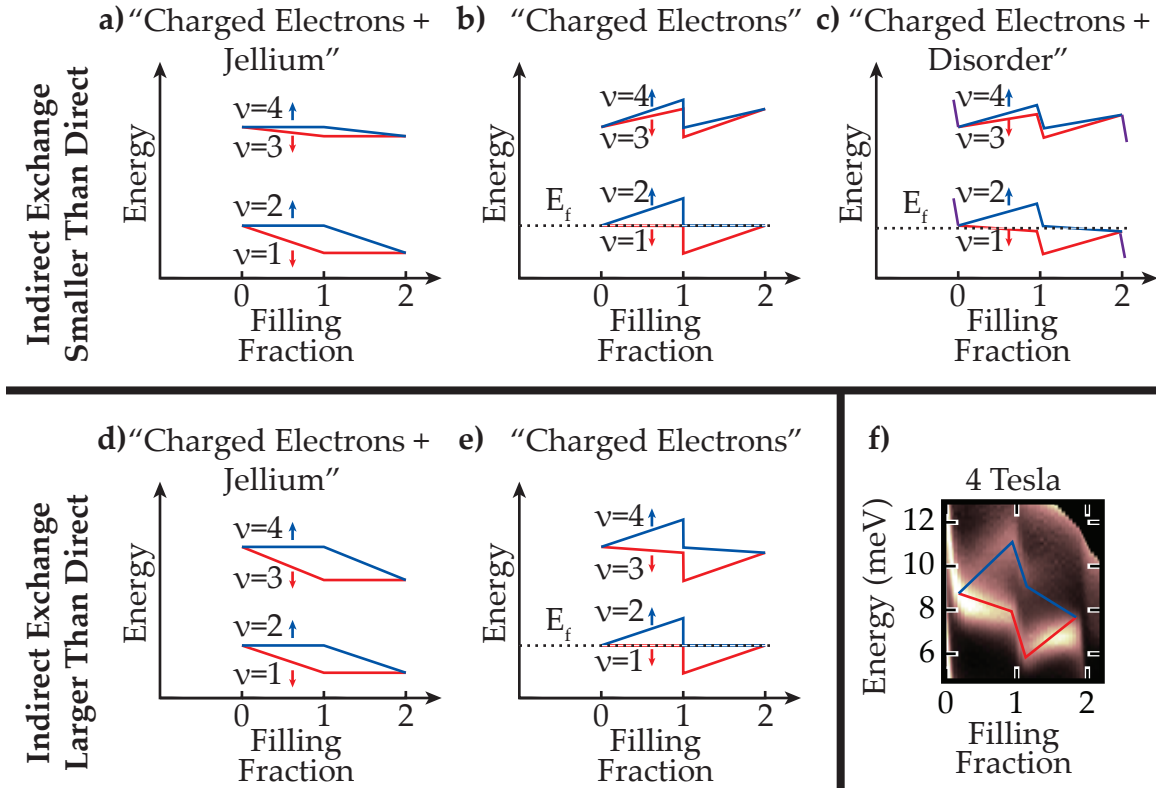 Indirect Exchange
Smaller Than Direct
a) “Charged Electrons +
Jellium”
Energy
ν=4
ν=3
ν=2
ν=1
0 1 2
Filling
Fraction
b) “Charged Electrons”
Energy
ν=4
ν=3
ν=2
E_f
ν=1
0 1 2
Filling
Fraction
c) “Charged Electrons +
Disorder”
Energy
ν=4
ν=3
ν=2
E_f
ν=1
0 1 2
Filling
Fraction
Indirect Exchange
Larger Than Direct
d) “Charged Electrons +
Jellium”
Energy
ν=4
ν=3
ν=2
ν=1
0 1 2
Filling
Fraction
e) “Charged Electrons”
Energy
ν=4
ν=3
ν=2
E_f
ν=1
0 1 2
Filling
Fraction
f)
4 Tesla
Energy (meV)
12
10
8
6
0 1 2
Filling
Fraction